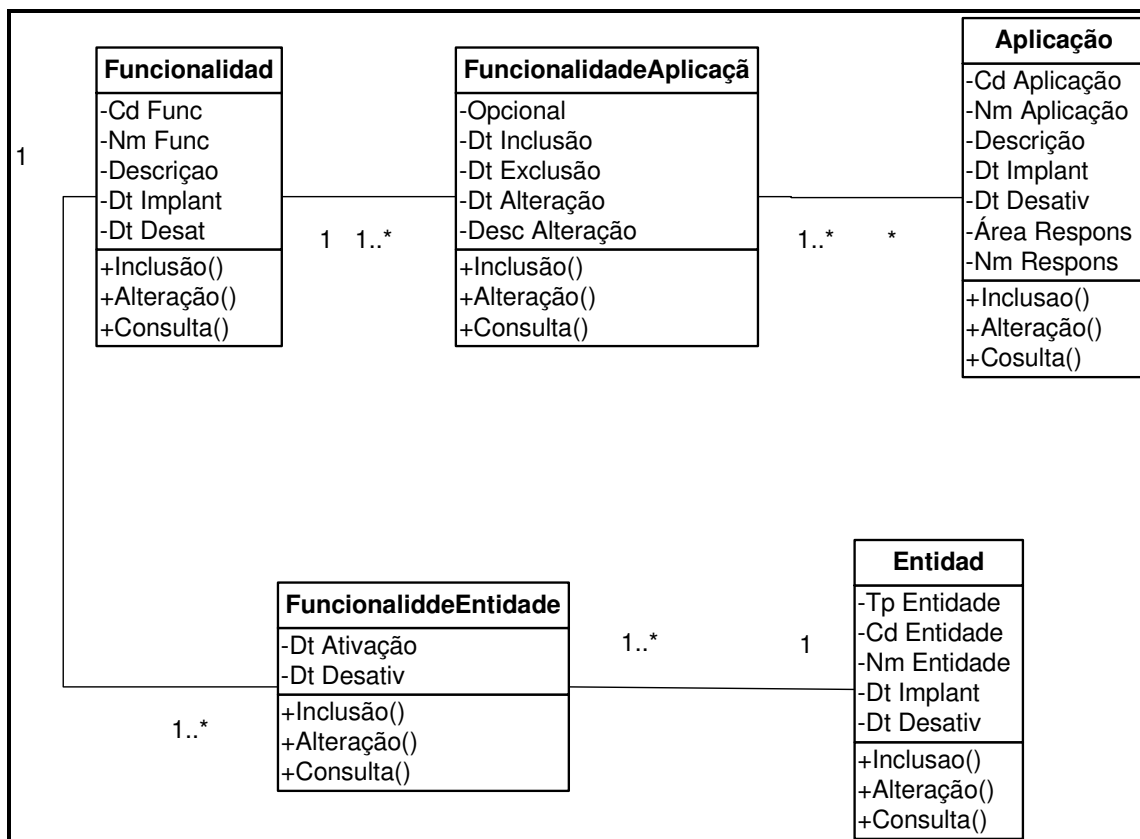 Funcionalidad
-Cd Func
-Nm Func
-Descriçao
-Dt Implant
-Dt Desat
+Inclusão()
+Alteração()
+Consulta()
FuncionalidadeAplicaçã
-Opcional
-Dt Inclusão
-Dt Exclusão
-Dt Alteração
-Desc Alteração
+Inclusão()
+Alteração()
+Consulta()
Aplicação
-Cd Aplicação
-Nm Aplicação
-Descrição
-Dt Implant
-Dt Desativ
-Área Respons
-Nm Respons
+Inclusao()
+Alteração()
+Cosulta()
1
1 1..*
1..* *
FuncionaliddeEntidade
-Dt Ativação
-Dt Desativ
+Inclusão()
+Alteração()
+Consulta()
Entidad
-Tp Entidade
-Cd Entidade
-Nm Entidade
-Dt Implant
-Dt Desativ
+Inclusao()
+Alteração()
+Consulta()
1..* 1
1..*